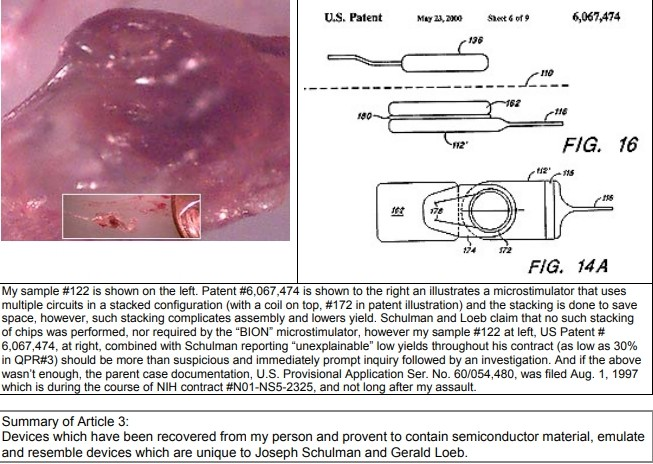 U.S. Patent May 23, 2000 Sheet 6 of 9 6,067,474
136
110
162
180
116
112'
FIG. 16
112'
115
162
178
116
174
172
FIG. 14A
My sample #122 is shown on the left. Patent #6,067,474 is shown to the right an illustrates a microstimulator that uses
multiple circuits in a stacked configuration (with a coil on top, #172 in patent illustration) and the stacking is done to save
space, however, such stacking complicates assembly and lowers yield. Schulman and Loeb claim that no such stacking
of chips was performed, nor required by the “BION” microstimulator, however my sample #122 at left, US Patent #
6,067,474, at right, combined with Schulman reporting “unexplainable” low yields throughout his contract (as low as 30%
in QPR#3) should be more than suspicious and immediately prompt inquiry followed by an investigation. And if the above
wasn’t enough, the parent case documentation, U.S. Provisional Application Ser. No. 60/054,480, was filed Aug. 1, 1997
which is during the course of NIH contract #N01-NS5-2325, and not long after my assault.
Summary of Article 3:
Devices which have been recovered from my person and provent to contain semiconductor material, emulate
and resemble devices which are unique to Joseph Schulman and Gerald Loeb.